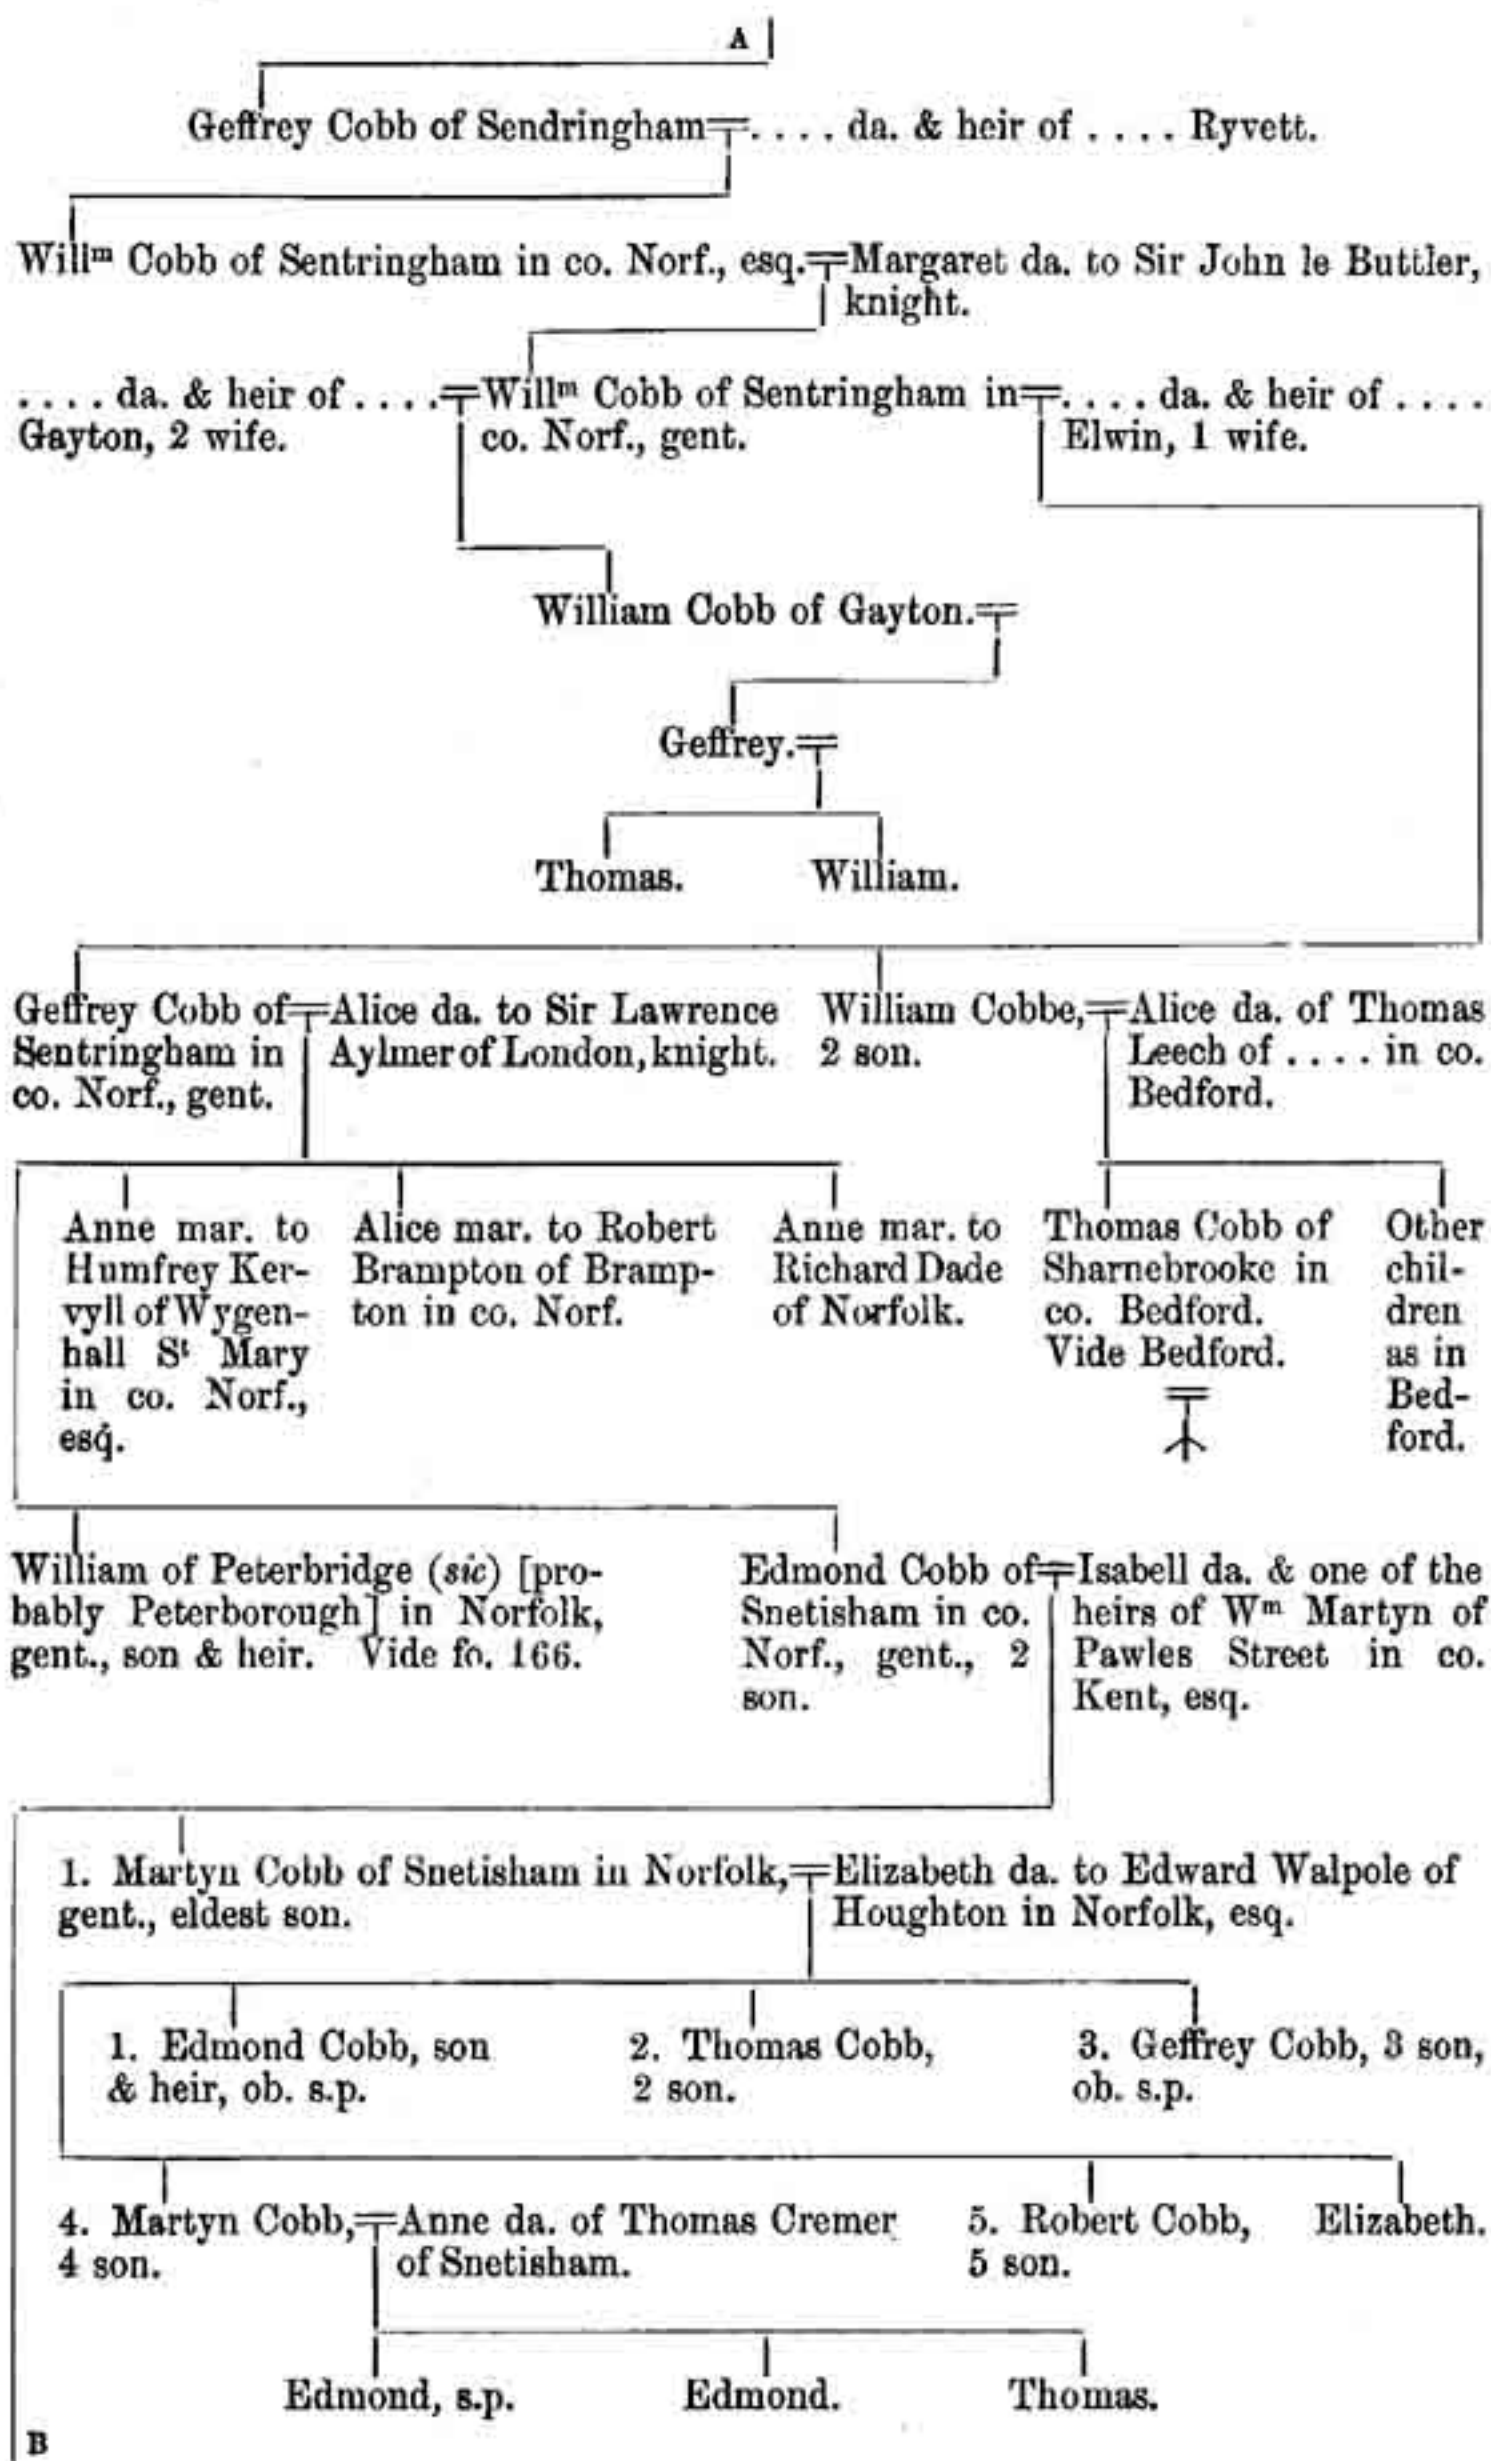 A
Geffrey Cobb of Sendringham . . . . da. & heir of . . . . Ryvett.
Willᵐ Cobb of Sentringham in co. Norf., esq. Margaret da. to Sir John le Buttler,
knight.
. . . . da. & heir of . . . . Willᵐ Cobb of Sentringham in . . . . da. & heir of . . . .
Gayton, 2 wife. co. Norf., gent. Elwin, 1 wife.
William Cobb of Gayton.
Geffrey.
Thomas. William.
Geffrey Cobb of
Sentringham in
co. Norf., gent.
Alice da. to Sir Lawrence
Aylmer of London, knight.
William Cobbe,
2 son.
Alice da. of Thomas
Leech of . . . . in co.
Bedford.
Anne mar. to
Humfrey Ker-
vyll of Wygen-
hall Sᵗ Mary
in co. Norf.,
esq̇.
Alice mar. to Robert
Brampton of Bramp-
ton in co. Norf.
Anne mar. to
Richard Dade
of Norfolk.
Thomas Cobb of
Sharnebrooke in
co. Bedford.
Vide Bedford.
Other
chil-
dren
as in
Bed-
ford.
William of Peterbridge (sic) [pro-
bably Peterborough] in Norfolk,
gent., son & heir. Vide fo. 166.
Edmond Cobb of
Snetisham in co.
Norf., gent., 2
son.
Isabell da. & one of the
heirs of Wᵐ Martyn of
Pawles Street in co.
Kent, esq.
1. Martyn Cobb of Snetisham in Norfolk,
gent., eldest son.
Elizabeth da. to Edward Walpole of
Houghton in Norfolk, esq.
1. Edmond Cobb, son
& heir, ob. s.p.
2. Thomas Cobb,
2 son.
3. Geffrey Cobb, 3 son,
ob. s.p.
4. Martyn Cobb,
4 son.
Anne da. of Thomas Cremer
of Snetisham.
5. Robert Cobb,
5 son.
Elizabeth.
Edmond, s.p. Edmond. Thomas.
B